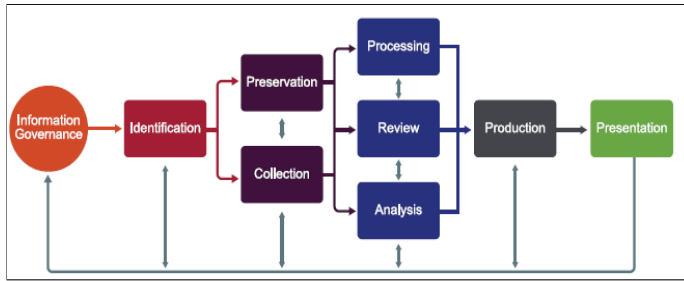 Information
Governance
Identification
Preservation
Collection
Processing
Review
Analysis
Production
Presentation